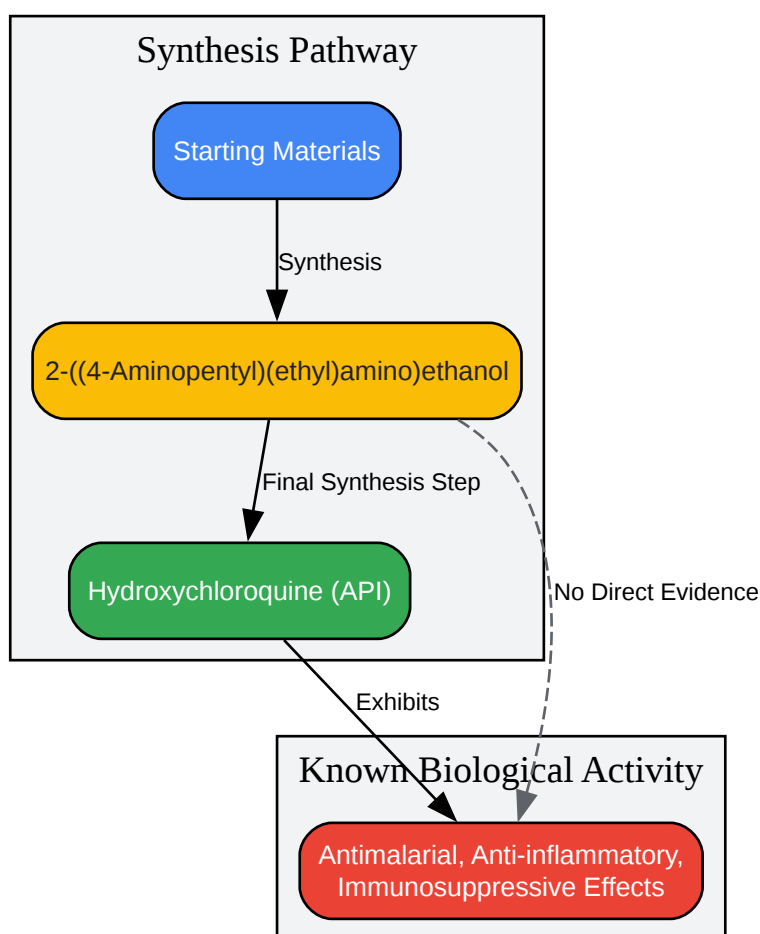 Synthesis Pathway
Starting Materials
Synthesis
2-((4-Aminopentyl)(ethyl)amino)ethanol
Final Synthesis Step
Hydroxychloroquine (API)
No Direct Evidence
Exhibits
Known Biological Activity
Antimalarial, Anti-inflammatory,
Immunosuppressive Effects